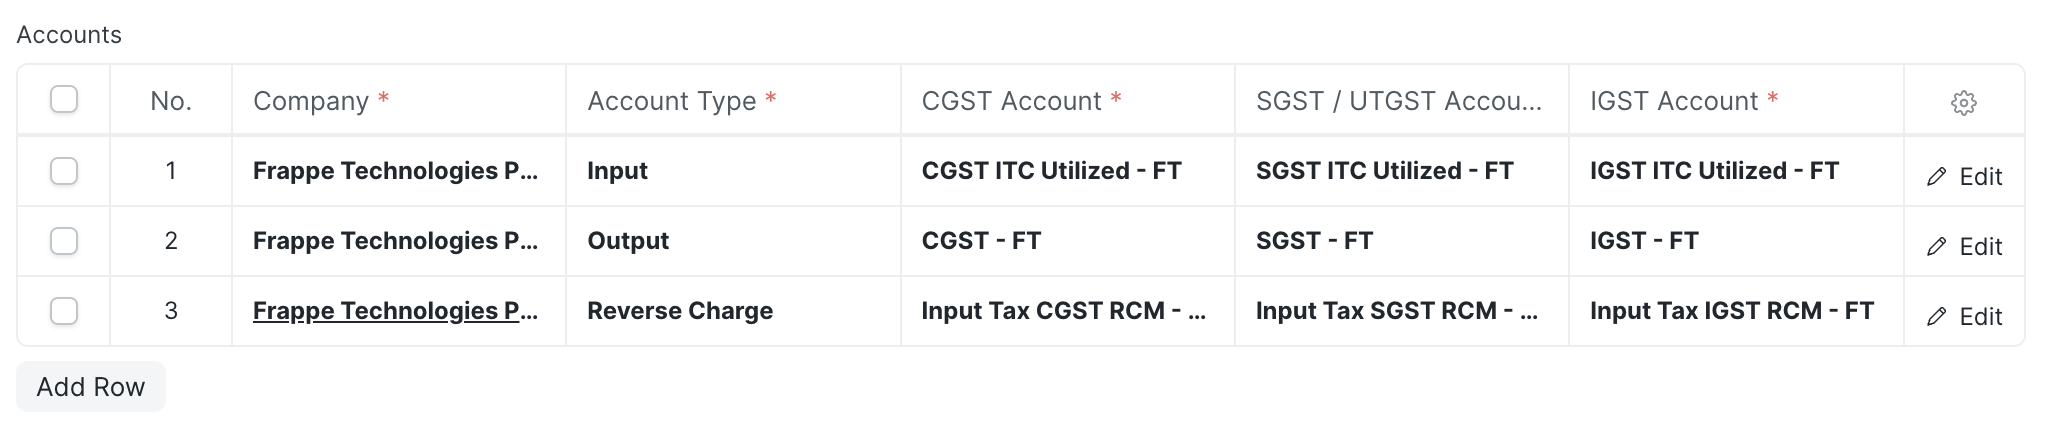 Accounts
No. Company * Account Type * CGST Account * SGST / UTGST Accou... IGST Account *
1 Frappe Technologies P... Input CGST ITC Utilized - FT SGST ITC Utilized - FT IGST ITC Utilized - FT Edit
2 Frappe Technologies P... Output CGST - FT SGST - FT IGST - FT Edit
3 Frappe Technologies P... Reverse Charge Input Tax CGST RCM - ... Input Tax SGST RCM - ... Input Tax IGST RCM - FT Edit
Add Row